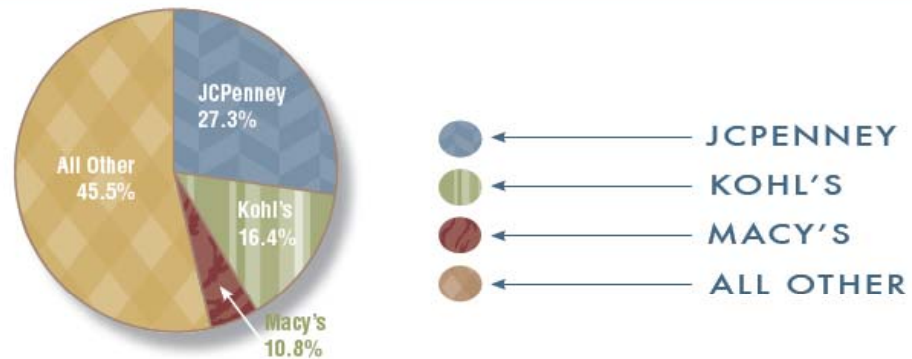 JCPenney
27.3%
All Other
45.5%
Kohl's
16.4%
Macy's
10.8%
JCPENNEY
KOHL'S
MACY'S
ALL OTHER